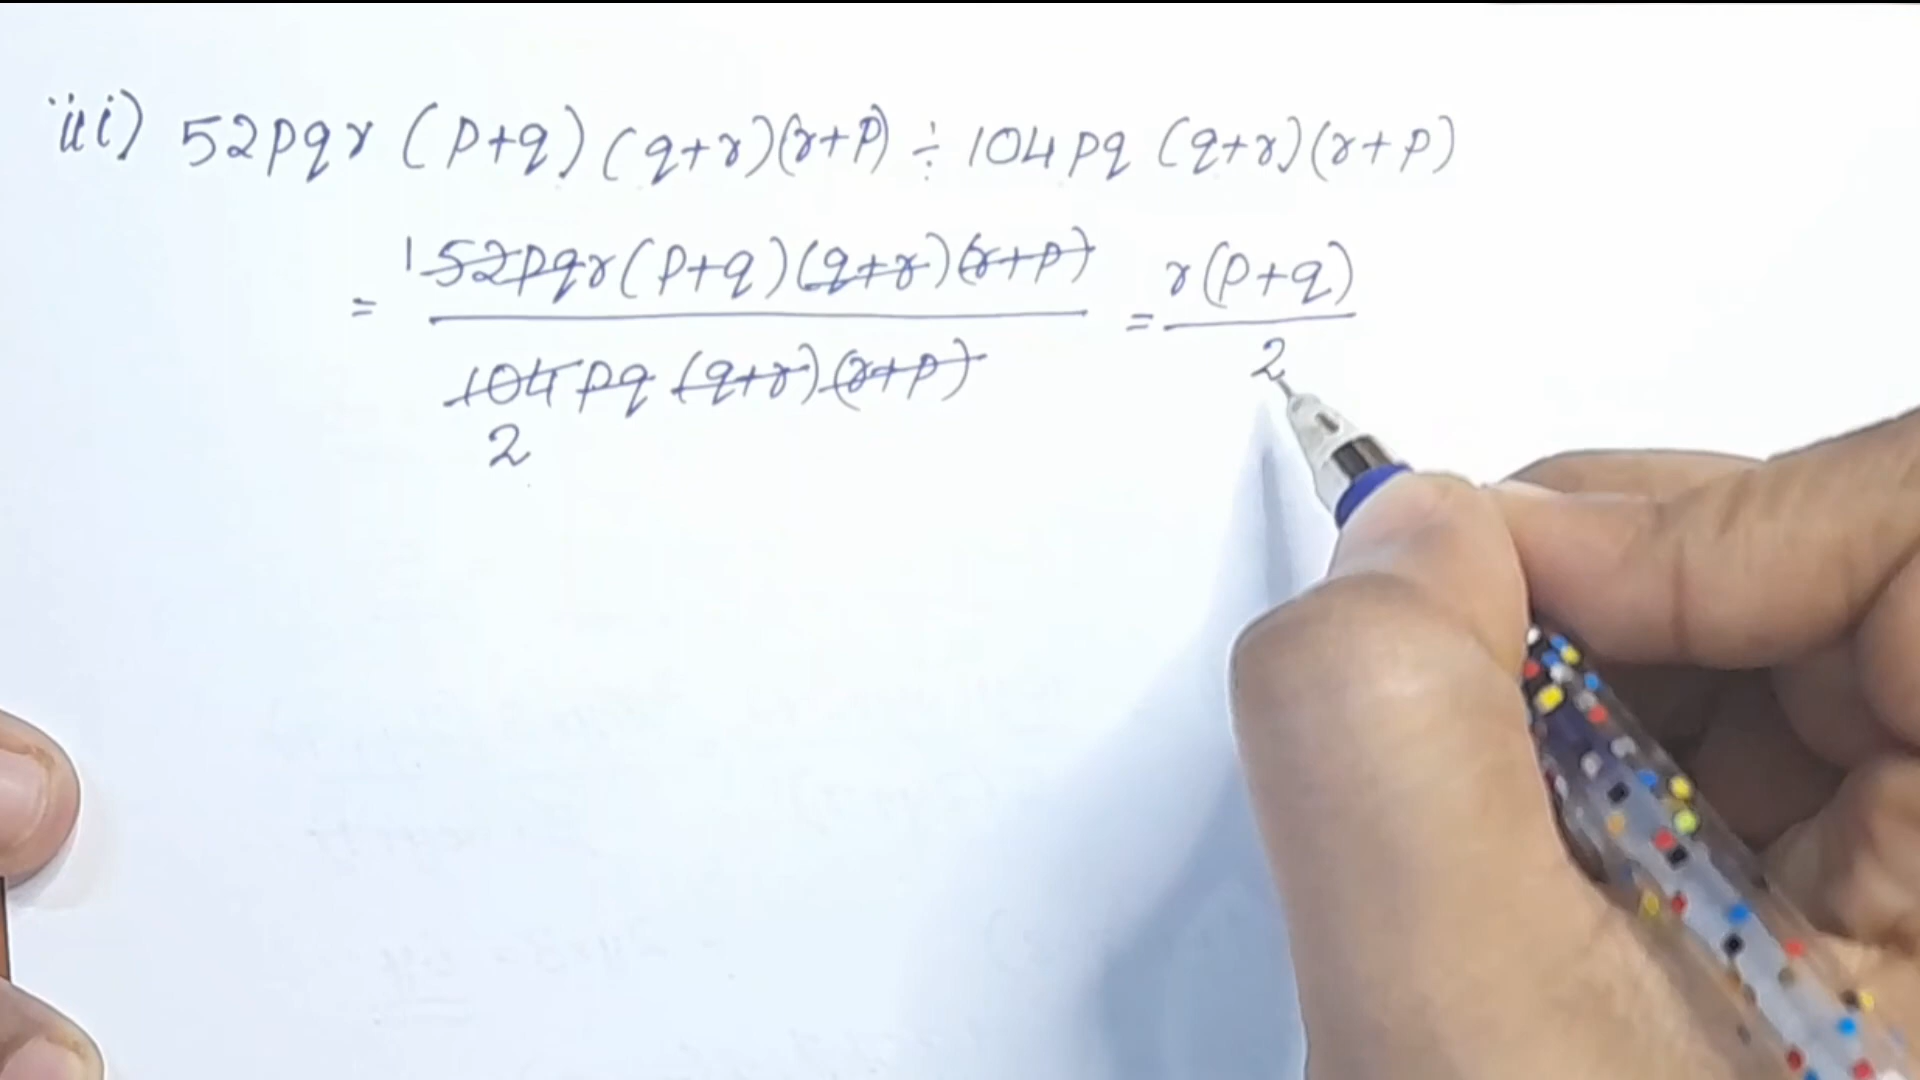 iii) 52pqr (p+q) (q+r)(r+p) ÷ 104pq (q+r)(r+p)
= 1 52pqr(p+q)(q+r)(r+p) / 104pq (q+r)(r+p) 2 = r(p+q) / 2